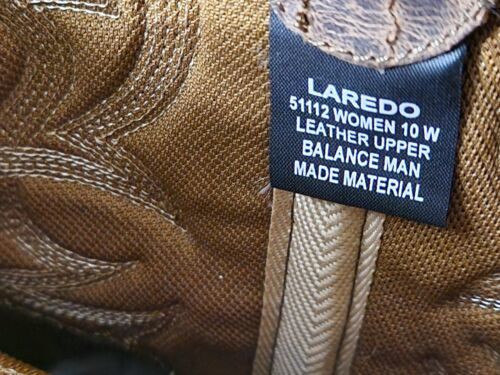 LAREDO
51112 WOMEN 10 W
LEATHER UPPER
BALANCE MAN
MADE MATERIAL